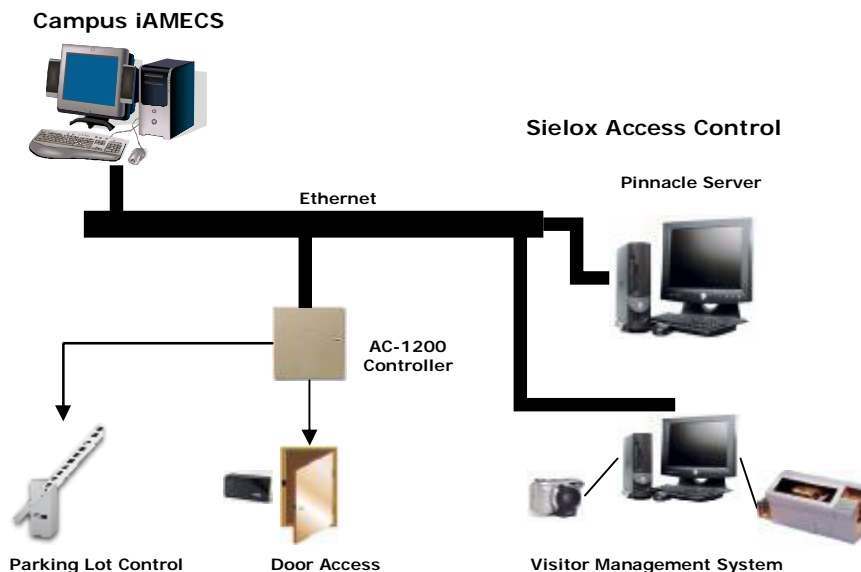 Campus iAMECS
Sielox Access Control
Pinnacle Server
Ethernet
AC-1200
Controller
Parking Lot Control
Door Access
Visitor Management System